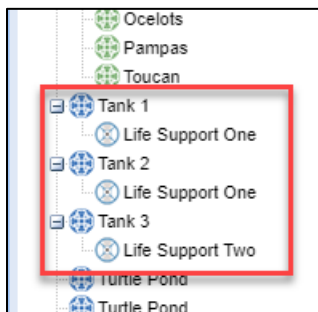 Ocelots
Pampas
Toucan
Tank 1
Life Support One
Tank 2
Life Support One
Tank 3
Life Support Two
Turtle Pond
Turtle Pond